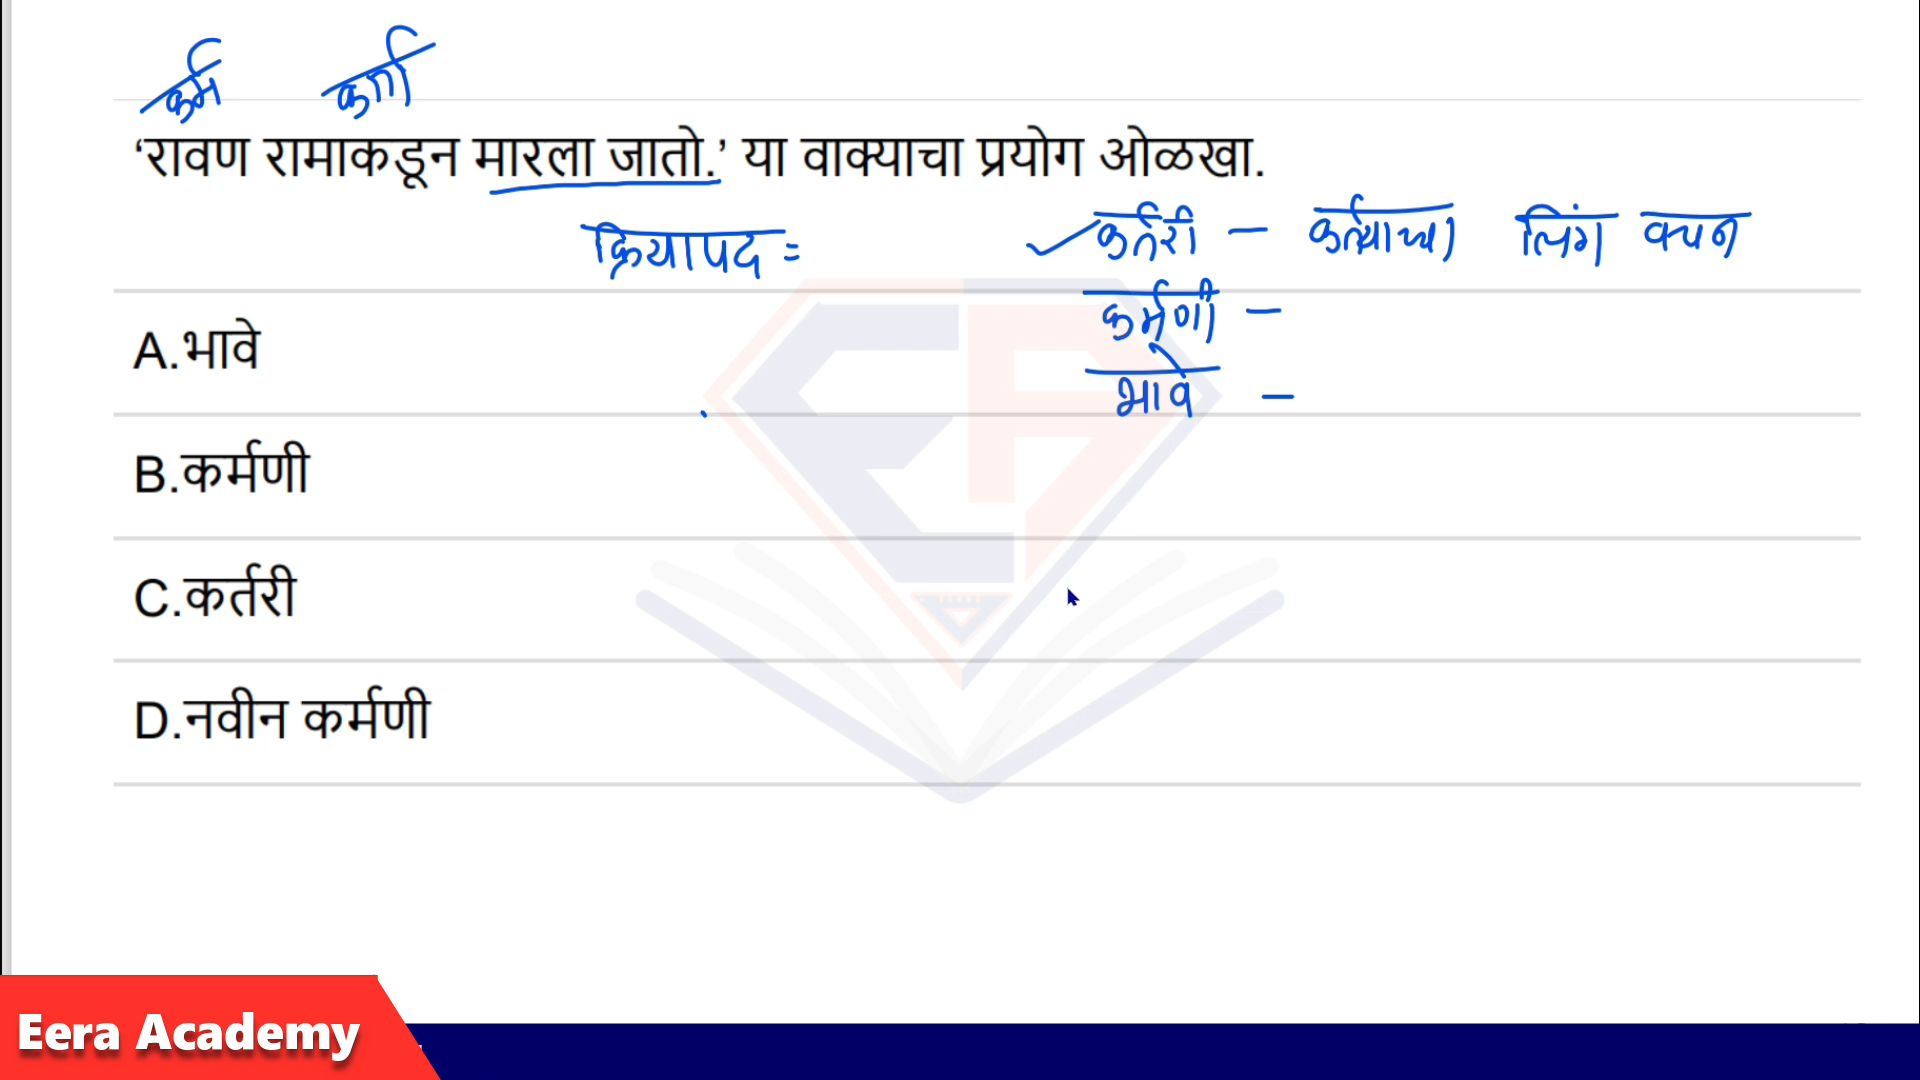 कर्म कर्ता
‘रावण रामाकडून मारला जातो.’ या वाक्याचा प्रयोग ओळखा.
क्रियापद = कर्तरी – कर्त्याच्या लिंग वचन
कर्मणी –
A.भावे
भावे –
B.कर्मणी
C.कर्तरी
D.नवीन कर्मणी
Eera Academy